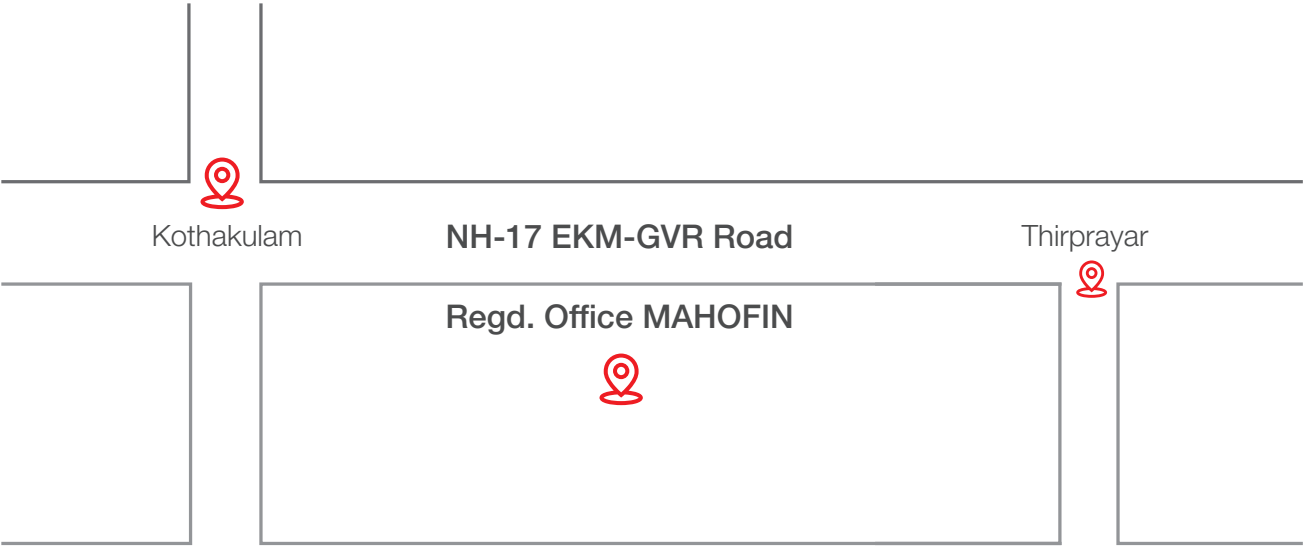 Kothakulam
NH-17 EKM-GVR Road
Thirprayar
Regd. Office MAHOFIN